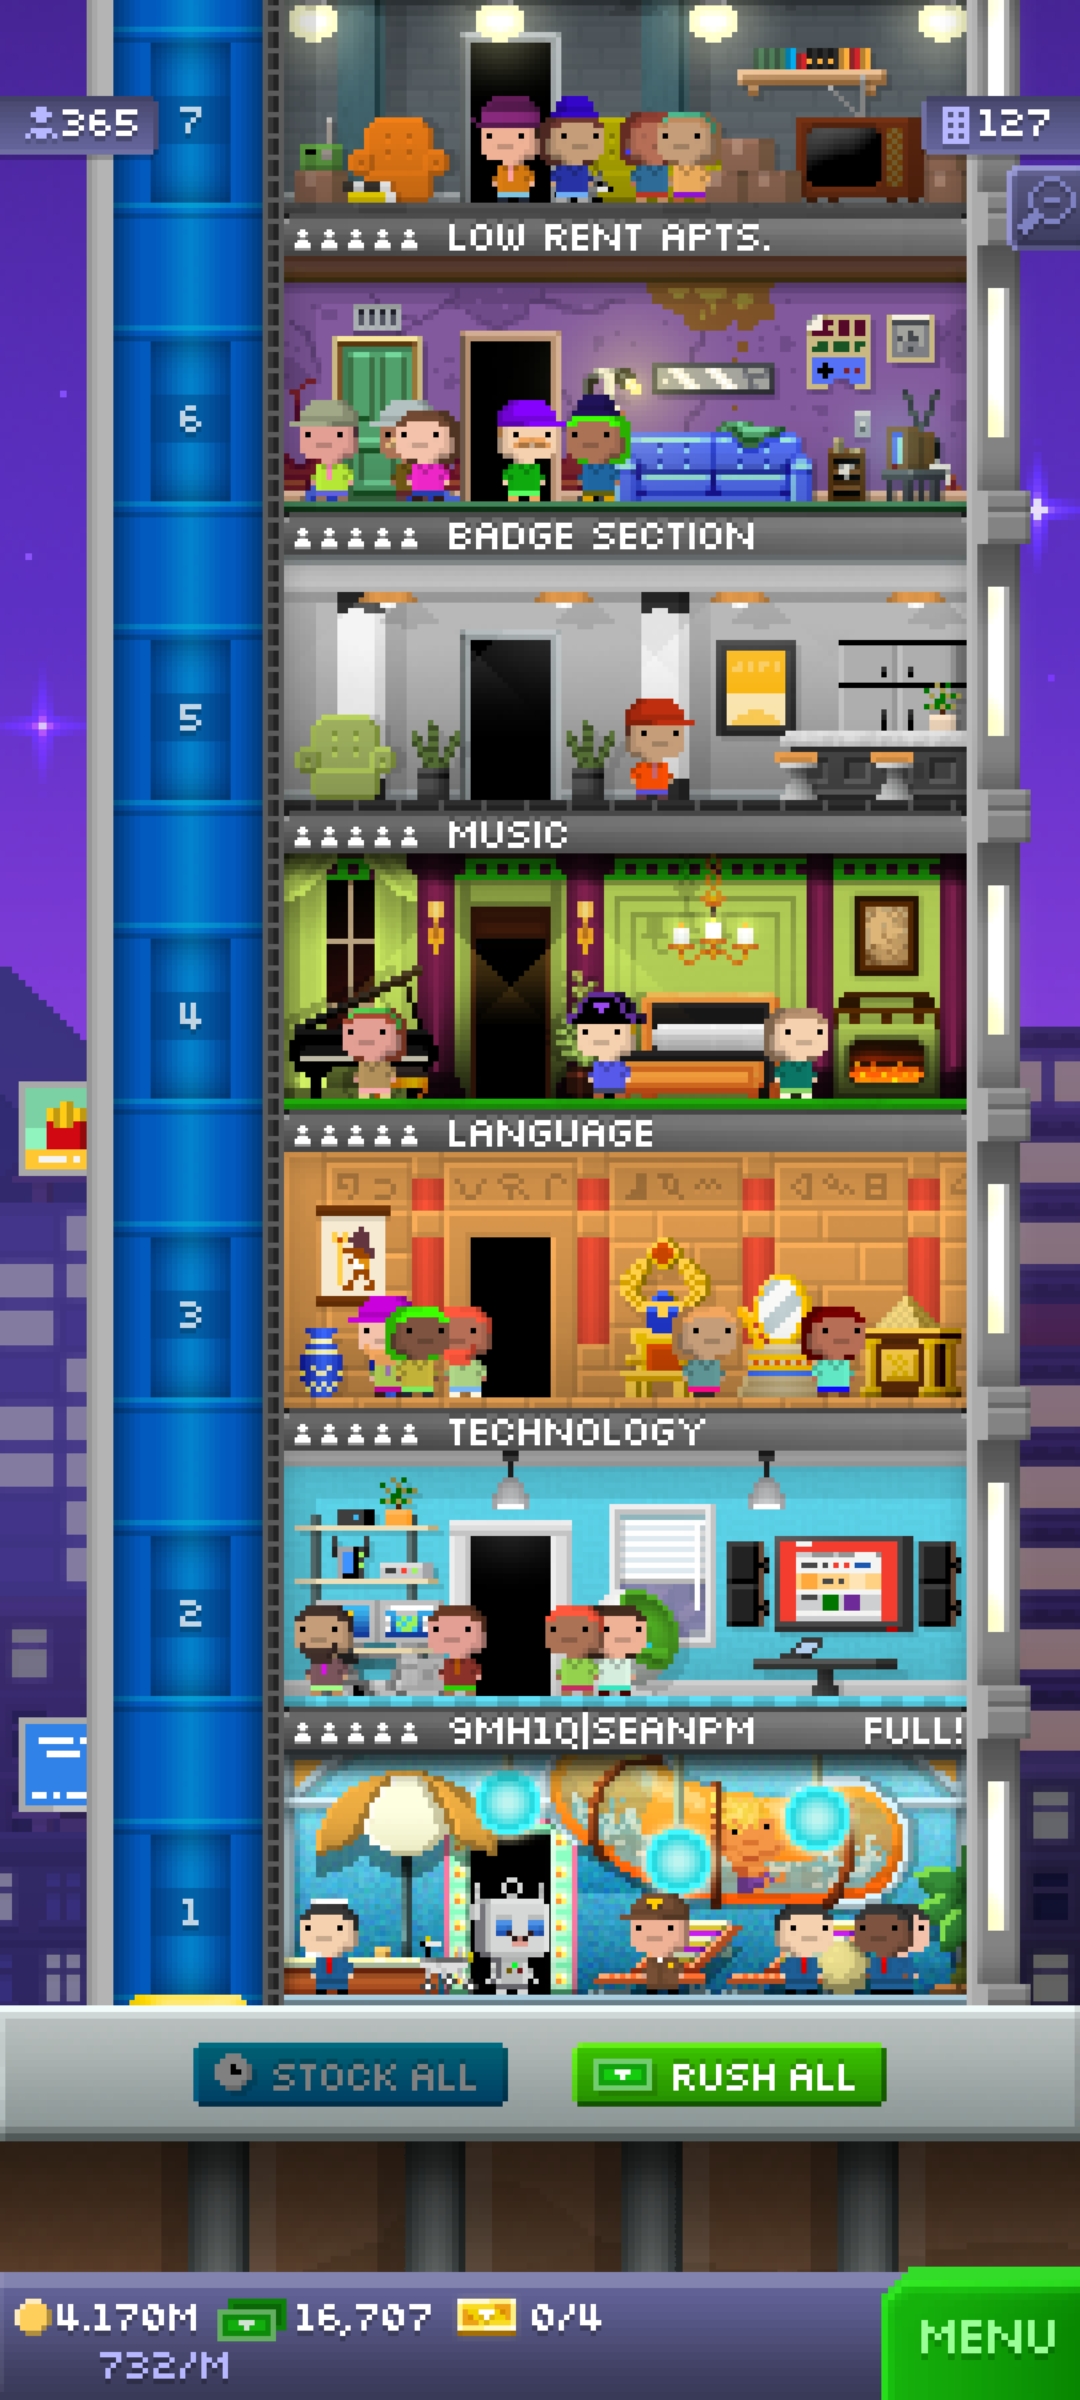 365
7
127
LOW RENT APTS.
6
BADGE SECTION
5
MUSIC
4
LANGUAGE
3
TECHNOLOGY
2
9MH1Q|SEANPM FULL!
1
STOCK ALL
RUSH ALL
4.170M 16,707 0/4
732/M
MENU